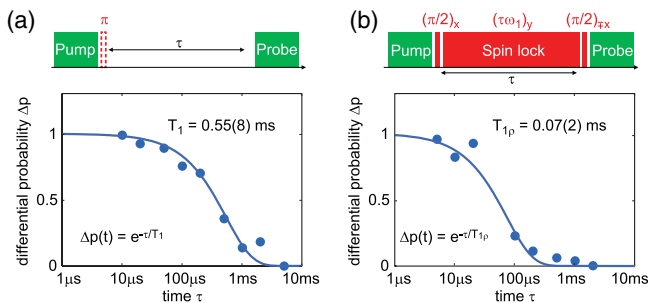 (a)
π
Pump
τ
Probe
differential probability Δp
1
0.5
0
T1 = 0.55(8) ms
Δp(t) = e-τ/T1
1μs
10μs
100μs
1ms
10ms
time τ
(b)
(π/2)x
(τω1)y
(π/2)∓x
Pump
Spin lock
Probe
τ
differential probability Δp
1
0.5
0
T1ρ = 0.07(2) ms
Δp(t) = e-τ/T1ρ
1μs
10μs
100μs
1ms
10ms
time τ